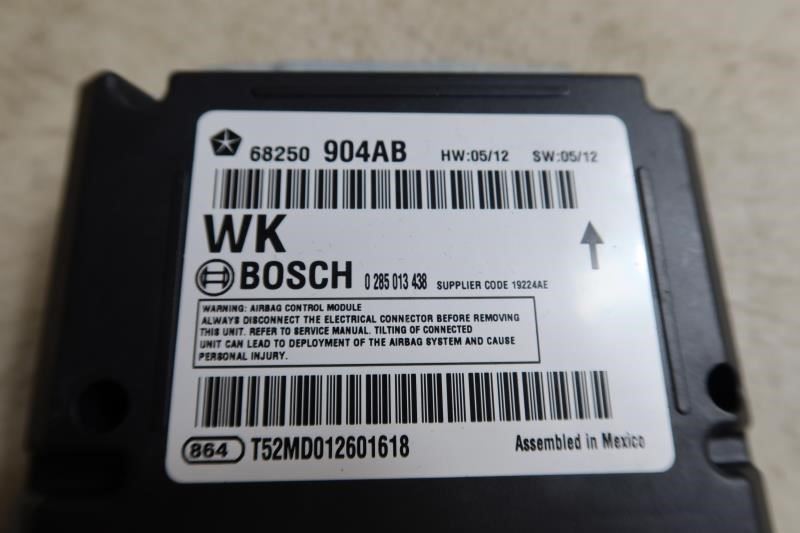 68250 904AB HW:05/12 SW:05/12
WK
BOSCH 0 285 013 438 SUPPLIER CODE 19224AE
WARNING: AIRBAG CONTROL MODULE
ALWAYS DISCONNECT THE ELECTRICAL CONNECTOR BEFORE REMOVING
THIS UNIT. REFER TO SERVICE MANUAL. TILTING OF CONNECTED
UNIT CAN LEAD TO DEPLOYMENT OF THE AIRBAG SYSTEM AND CAUSE
PERSONAL INJURY.
864 T52MD012601618 Assembled in Mexico